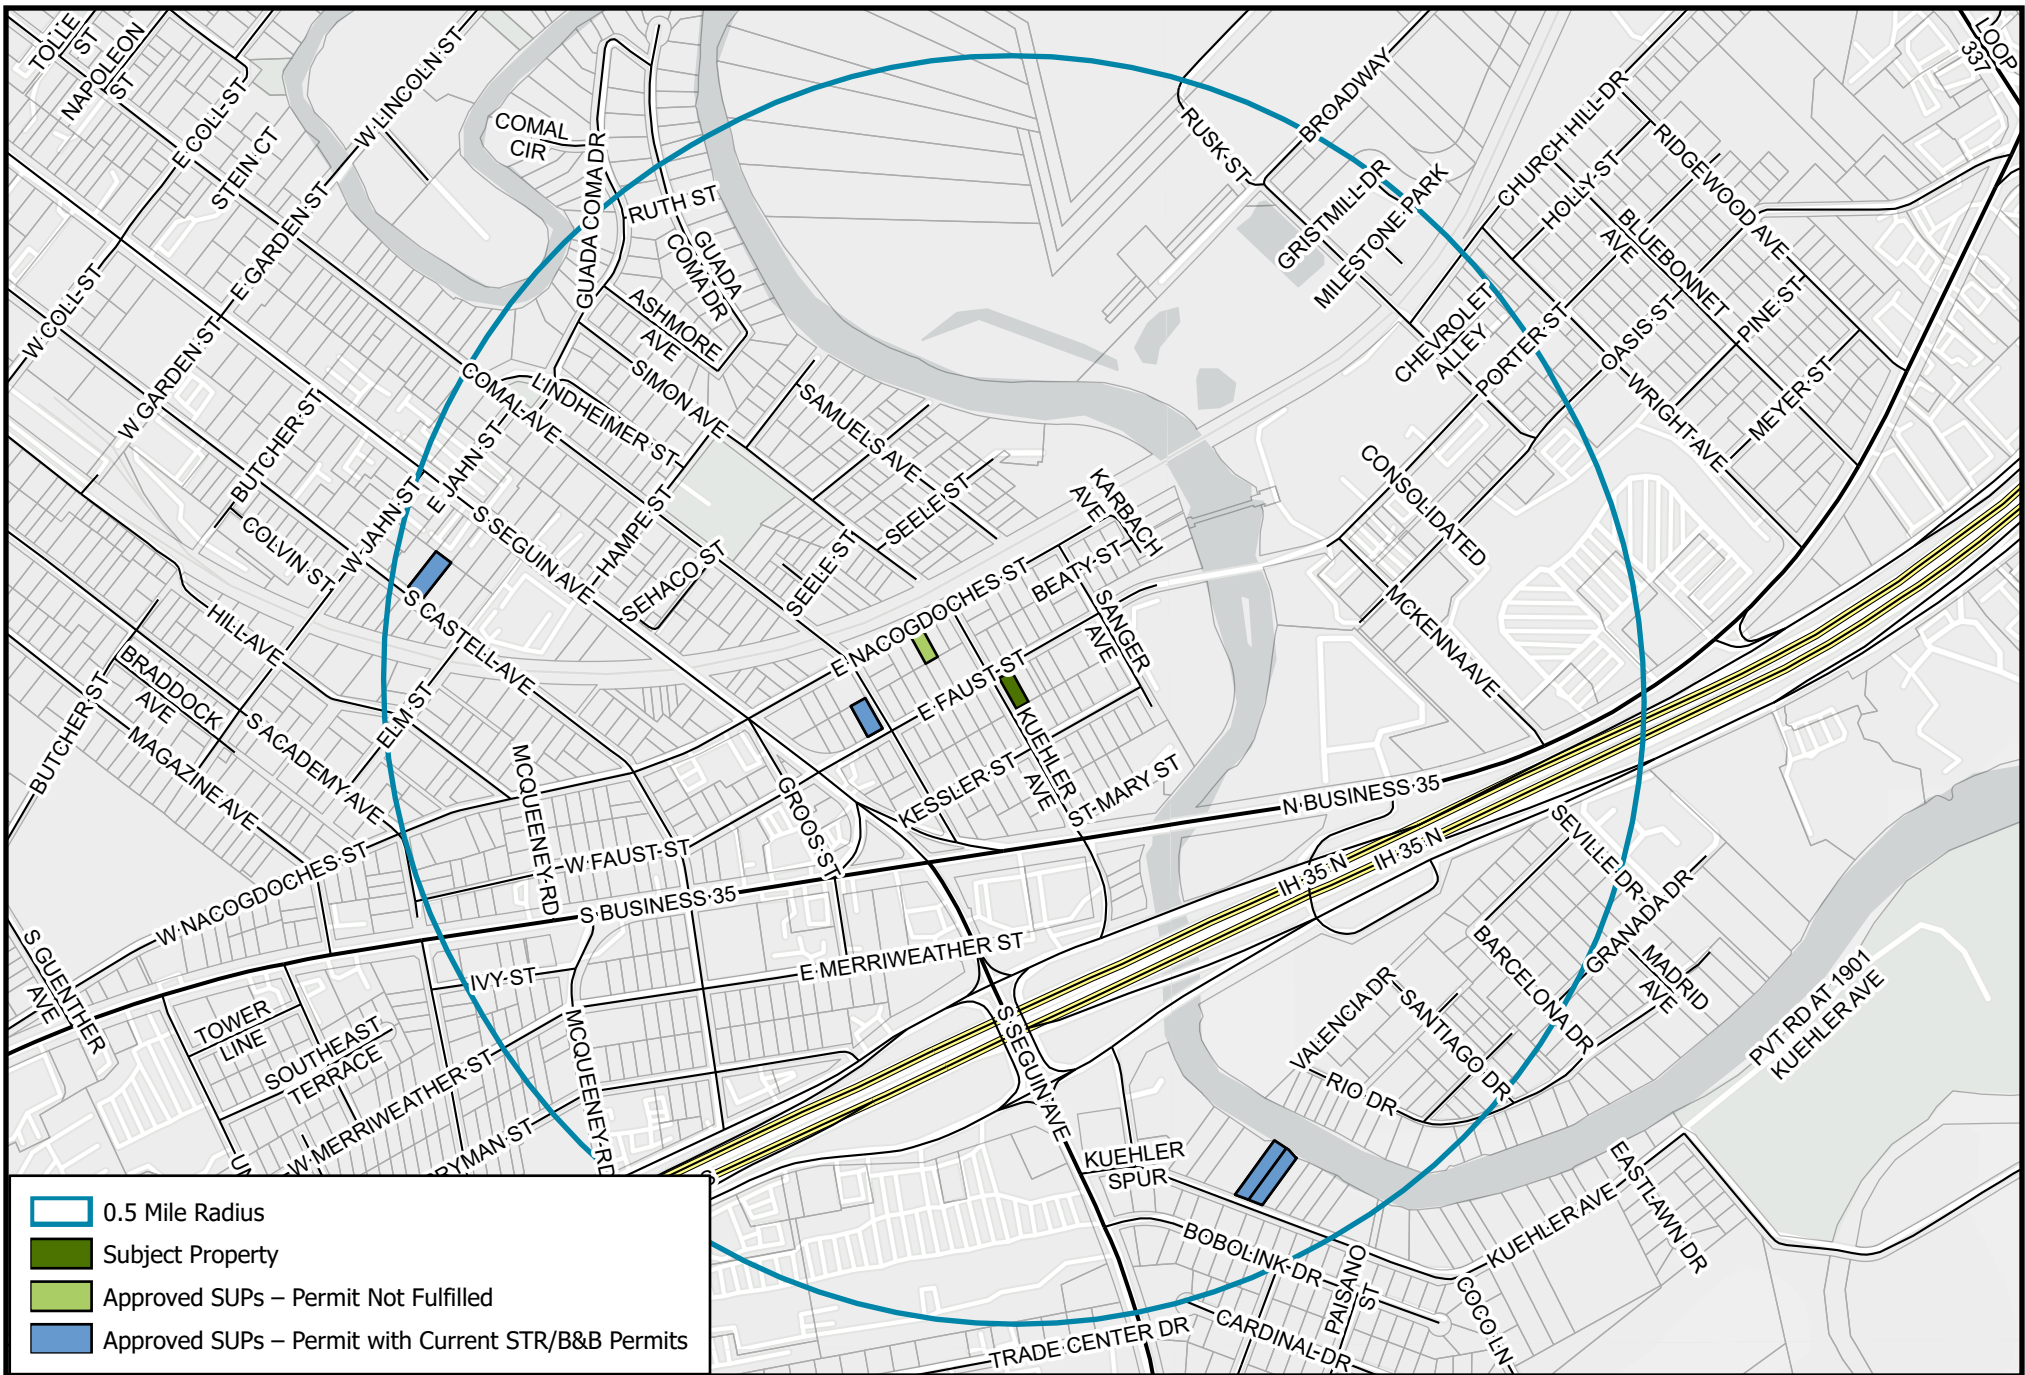 TOLLE
ST
NAPOLEON
ST
E COLL ST
STEIN CT
W LINCOLN ST
E GARDEN ST
W COLL ST
W GARDEN ST
COMAL
CIR
GUADA COMA DR
RUTH ST
GUADA
COMA DR
ASHMORE
AVE
SIMON AVE
LINDHEIMER ST
COMAL AVE
SAMUELS AVE
SEELE ST
SEELE ST
HAMPE ST
SEHACO ST
E JAHN ST
W JAHN ST
BUTCHER ST
COLVIN ST
S SEGUIN AVE
S CASTELL AVE
HILL AVE
BRADDOCK
AVE
BUTCHER ST
MAGAZINE AVE
S ACADEMY AVE
ELM ST
MCQUEENEY RD
W NACOGDOCHES ST
W FAUST ST
S BUSINESS 35
GROOS ST
E NACOGDOCHES ST
E FAUST ST
BEATY ST
KARBACH
AVE
SANGER
AVE
KUEHLER
AVE
KESSLER ST
ST MARY ST
N BUSINESS 35
RUSK ST
BROADWAY
GRISTMILL DR
MILESTONE PARK
CHURCH HILL DR
HOLLY ST
RIDGEWOOD AVE
BLUEBONNET
AVE
PINE ST
OASIS ST
MEYER ST
WRIGHT AVE
CHEVROLET
ALLEY
PORTER ST
CONSOLIDATED
MCKENNA AVE
LOOP
337
IH 35 N
IH 35 N
SEVILLE DR
GRANADA DR
BARCELONA DR
MADRID
AVE
VALENCIA DR
SANTIAGO DR
RIO DR
PVT RD AT 1901
KUEHLER AVE
S GUENTHER
AVE
TOWER
LINE
SOUTHEAST
TERRACE
IVY ST
E MERRIWEATHER ST
W MERRIWEATHER ST
MCQUEENEY RD
RYMAN ST
UN
S
S SEGUIN AVE
KUEHLER
SPUR
BOBOLINK DR
PAISANO
ST
CARDINAL DR
TRADE CENTER DR
KUEHLER AVE
EASTLAWN DR
COCO LN
0.5 Mile Radius
Subject Property
Approved SUPs – Permit Not Fulfilled
Approved SUPs – Permit with Current STR/B&B Permits